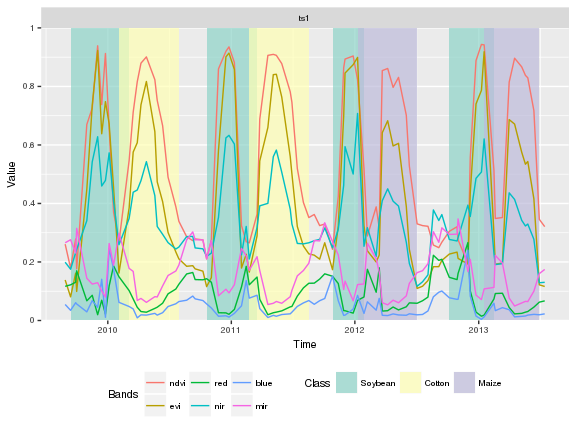 ts1
1
0.8
0.6
0.4
0.2
0
Value
2010 2011 2012 2013
Time
Bands ndvi red blue Class Soybean Cotton Maize
evi nir mir